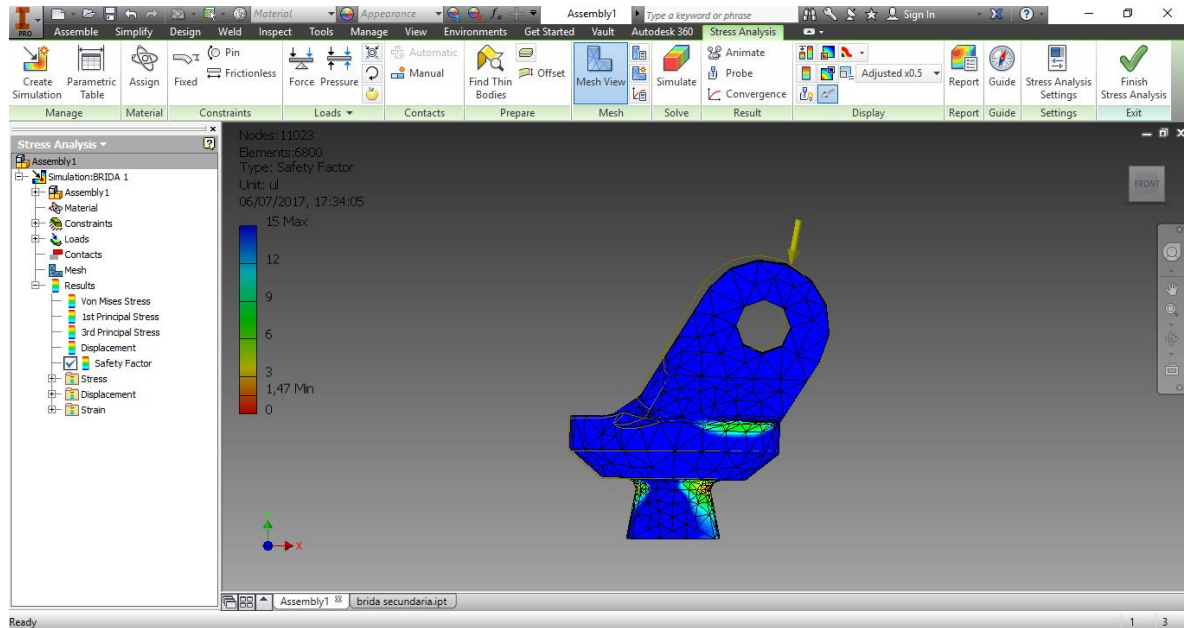 I PRO Material Appearance fx Assembly1 Type a keyword or phrase Sign In
Assemble Simplify Design Weld Inspect Tools Manage View Environments Get Started Vault Autodesk 360 Stress Analysis
Create Simulation
Parametric Table
Assign
Fixed
Pin
Frictionless
Force
Pressure
Automatic
Manual
Find Thin Bodies
Offset
Mesh View
Simulate
Animate
Probe
Convergence
Adjusted x0.5
Report
Guide
Stress Analysis Settings
Finish Stress Analysis
Manage Material Constraints Loads Contacts Prepare Mesh Solve Result Display Report Guide Settings Exit
Stress Analysis
Assembly1
Simulation:BRIDA 1
Assembly1
Material
Constraints
Loads
Contacts
Mesh
Results
Von Mises Stress
1st Principal Stress
3rd Principal Stress
Displacement
Safety Factor
Stress
Displacement
Strain
Nodes:11023
Elements:6800
Type: Safety Factor
Unit: ul
06/07/2017, 17:34:05
15 Max
12
9
6
3
1,47 Min
0
FRONT
X
Assembly1 brida secundaria.ipt
Ready 1 3